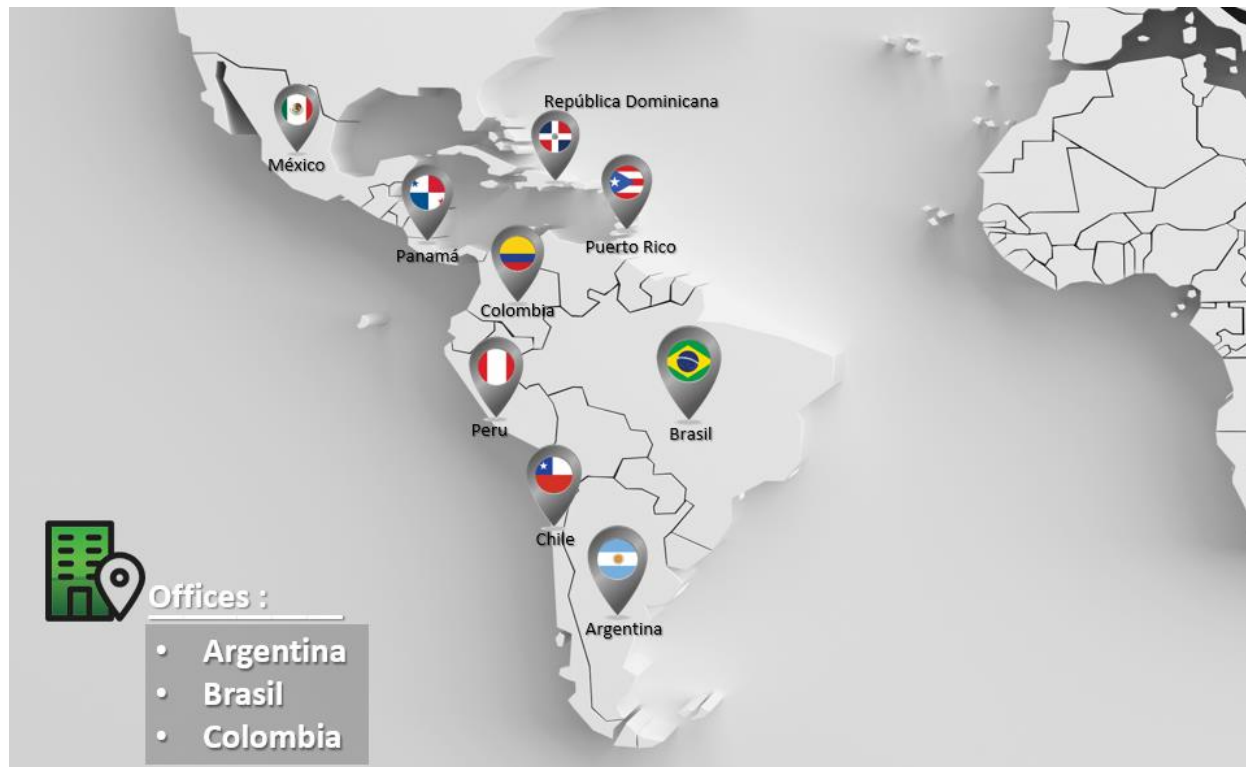 República Dominicana
México
Puerto Rico
Panamá
Colombia
Peru
Brasil
Chile
Argentina
Offices :
• Argentina
• Brasil
• Colombia